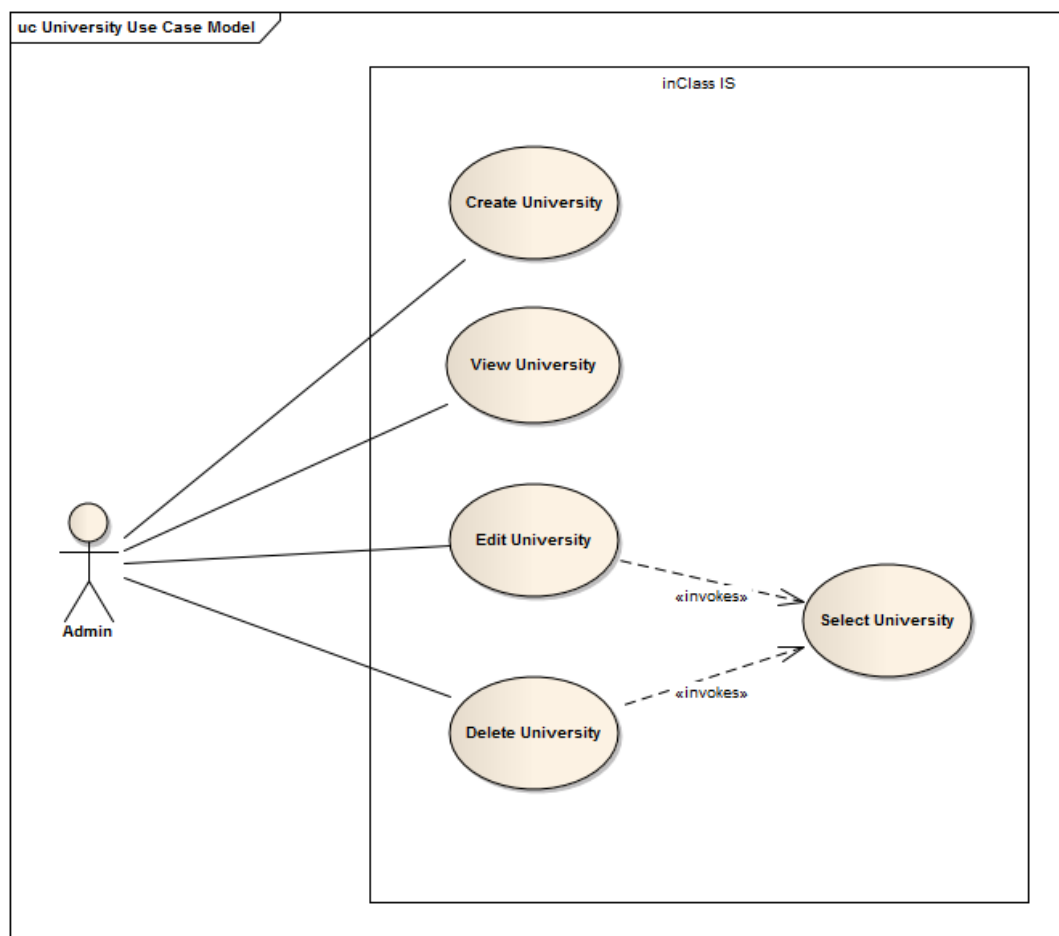 uc University Use Case Model
inClass IS
Create University
View University
Edit University
«invokes»
Select University
Admin
«invokes»
Delete University